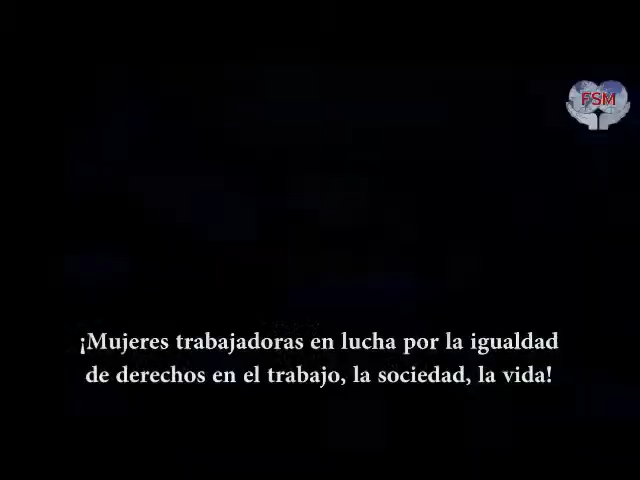 FSM
¡Mujeres trabajadoras en lucha por la igualdad
de derechos en el trabajo, la sociedad, la vida!